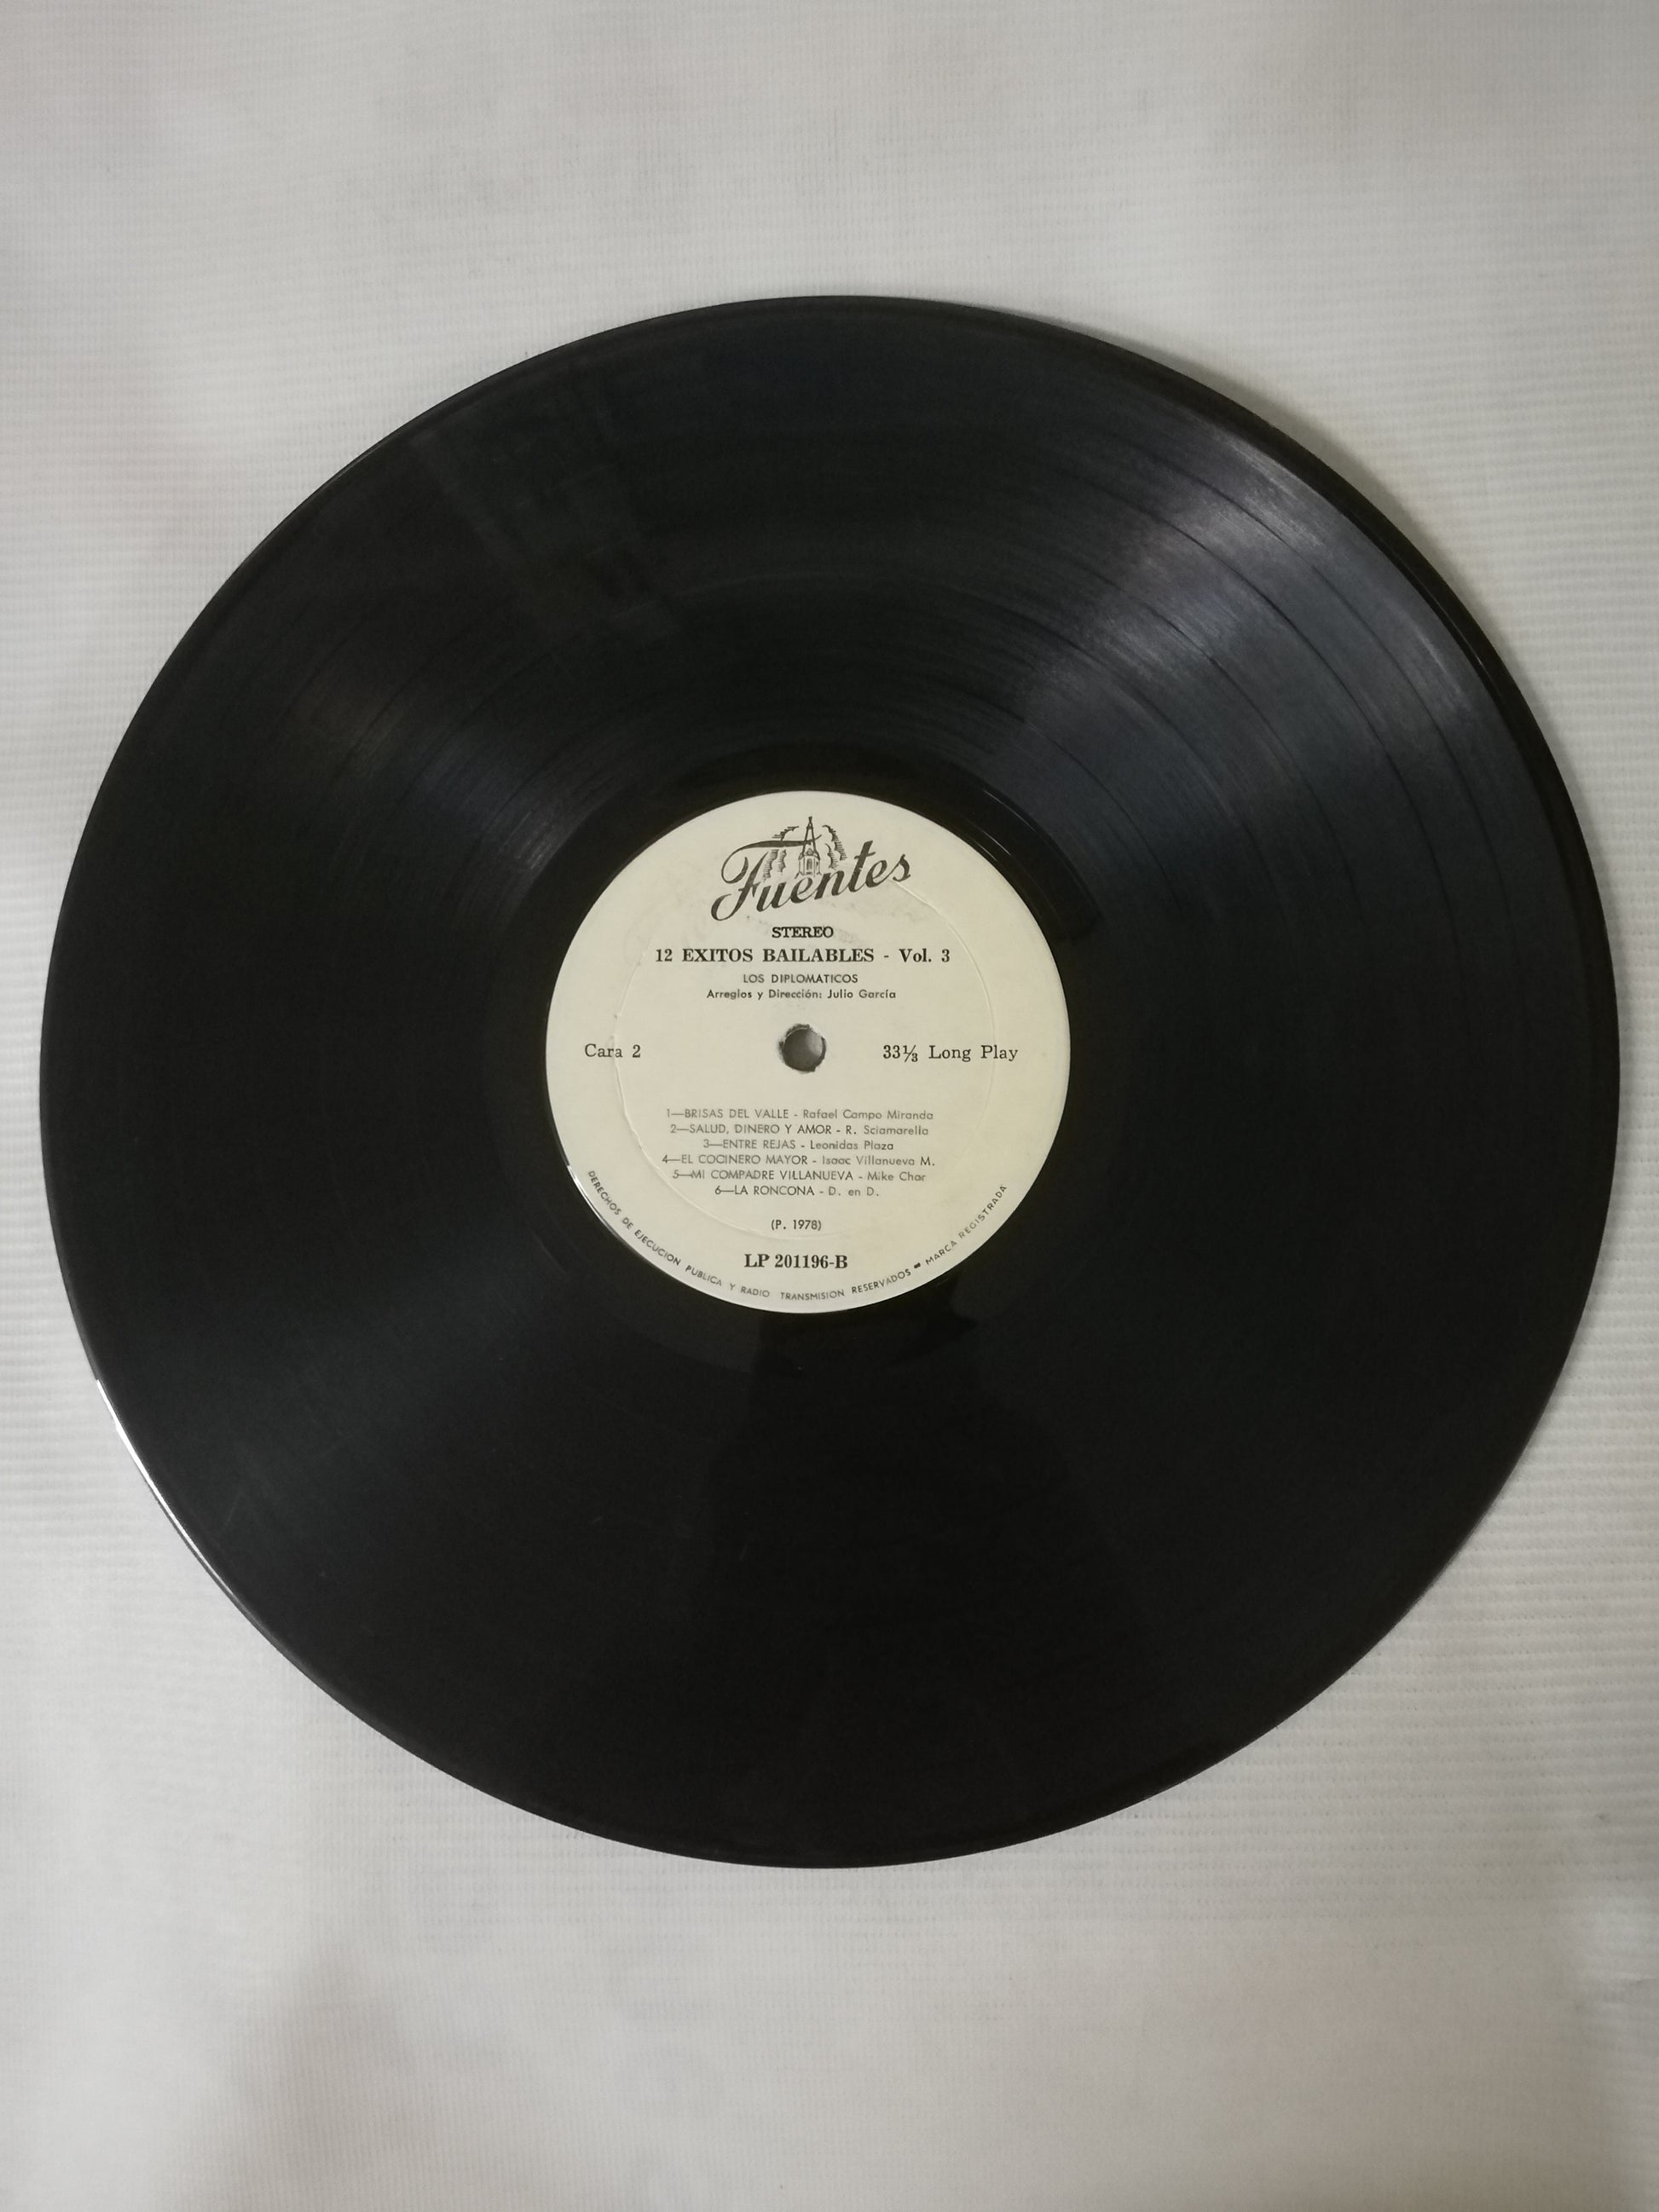 Fuentes
STEREO
12 EXITOS BAILABLES - Vol. 3
LOS DIPLOMATICOS
Arreglos y Dirección: Julio García
Cara 2
33⅓ Long Play
1—BRISAS DEL VALLE - Rafael Campo Miranda
2—SALUD, DINERO Y AMOR - R. Sciamarella
3—ENTRE REJAS - Leonidas Plaza
4—EL COCINERO MAYOR - Isaac Villanueva M.
5—MI COMPADRE VILLANUEVA - Mike Char
6—LA RONCONA - D. en D.
(P. 1978)
LP 201196-B
DERECHOS DE EJECUCION PUBLICA Y RADIO TRANSMISION RESERVADOS - MARCA REGISTRADA